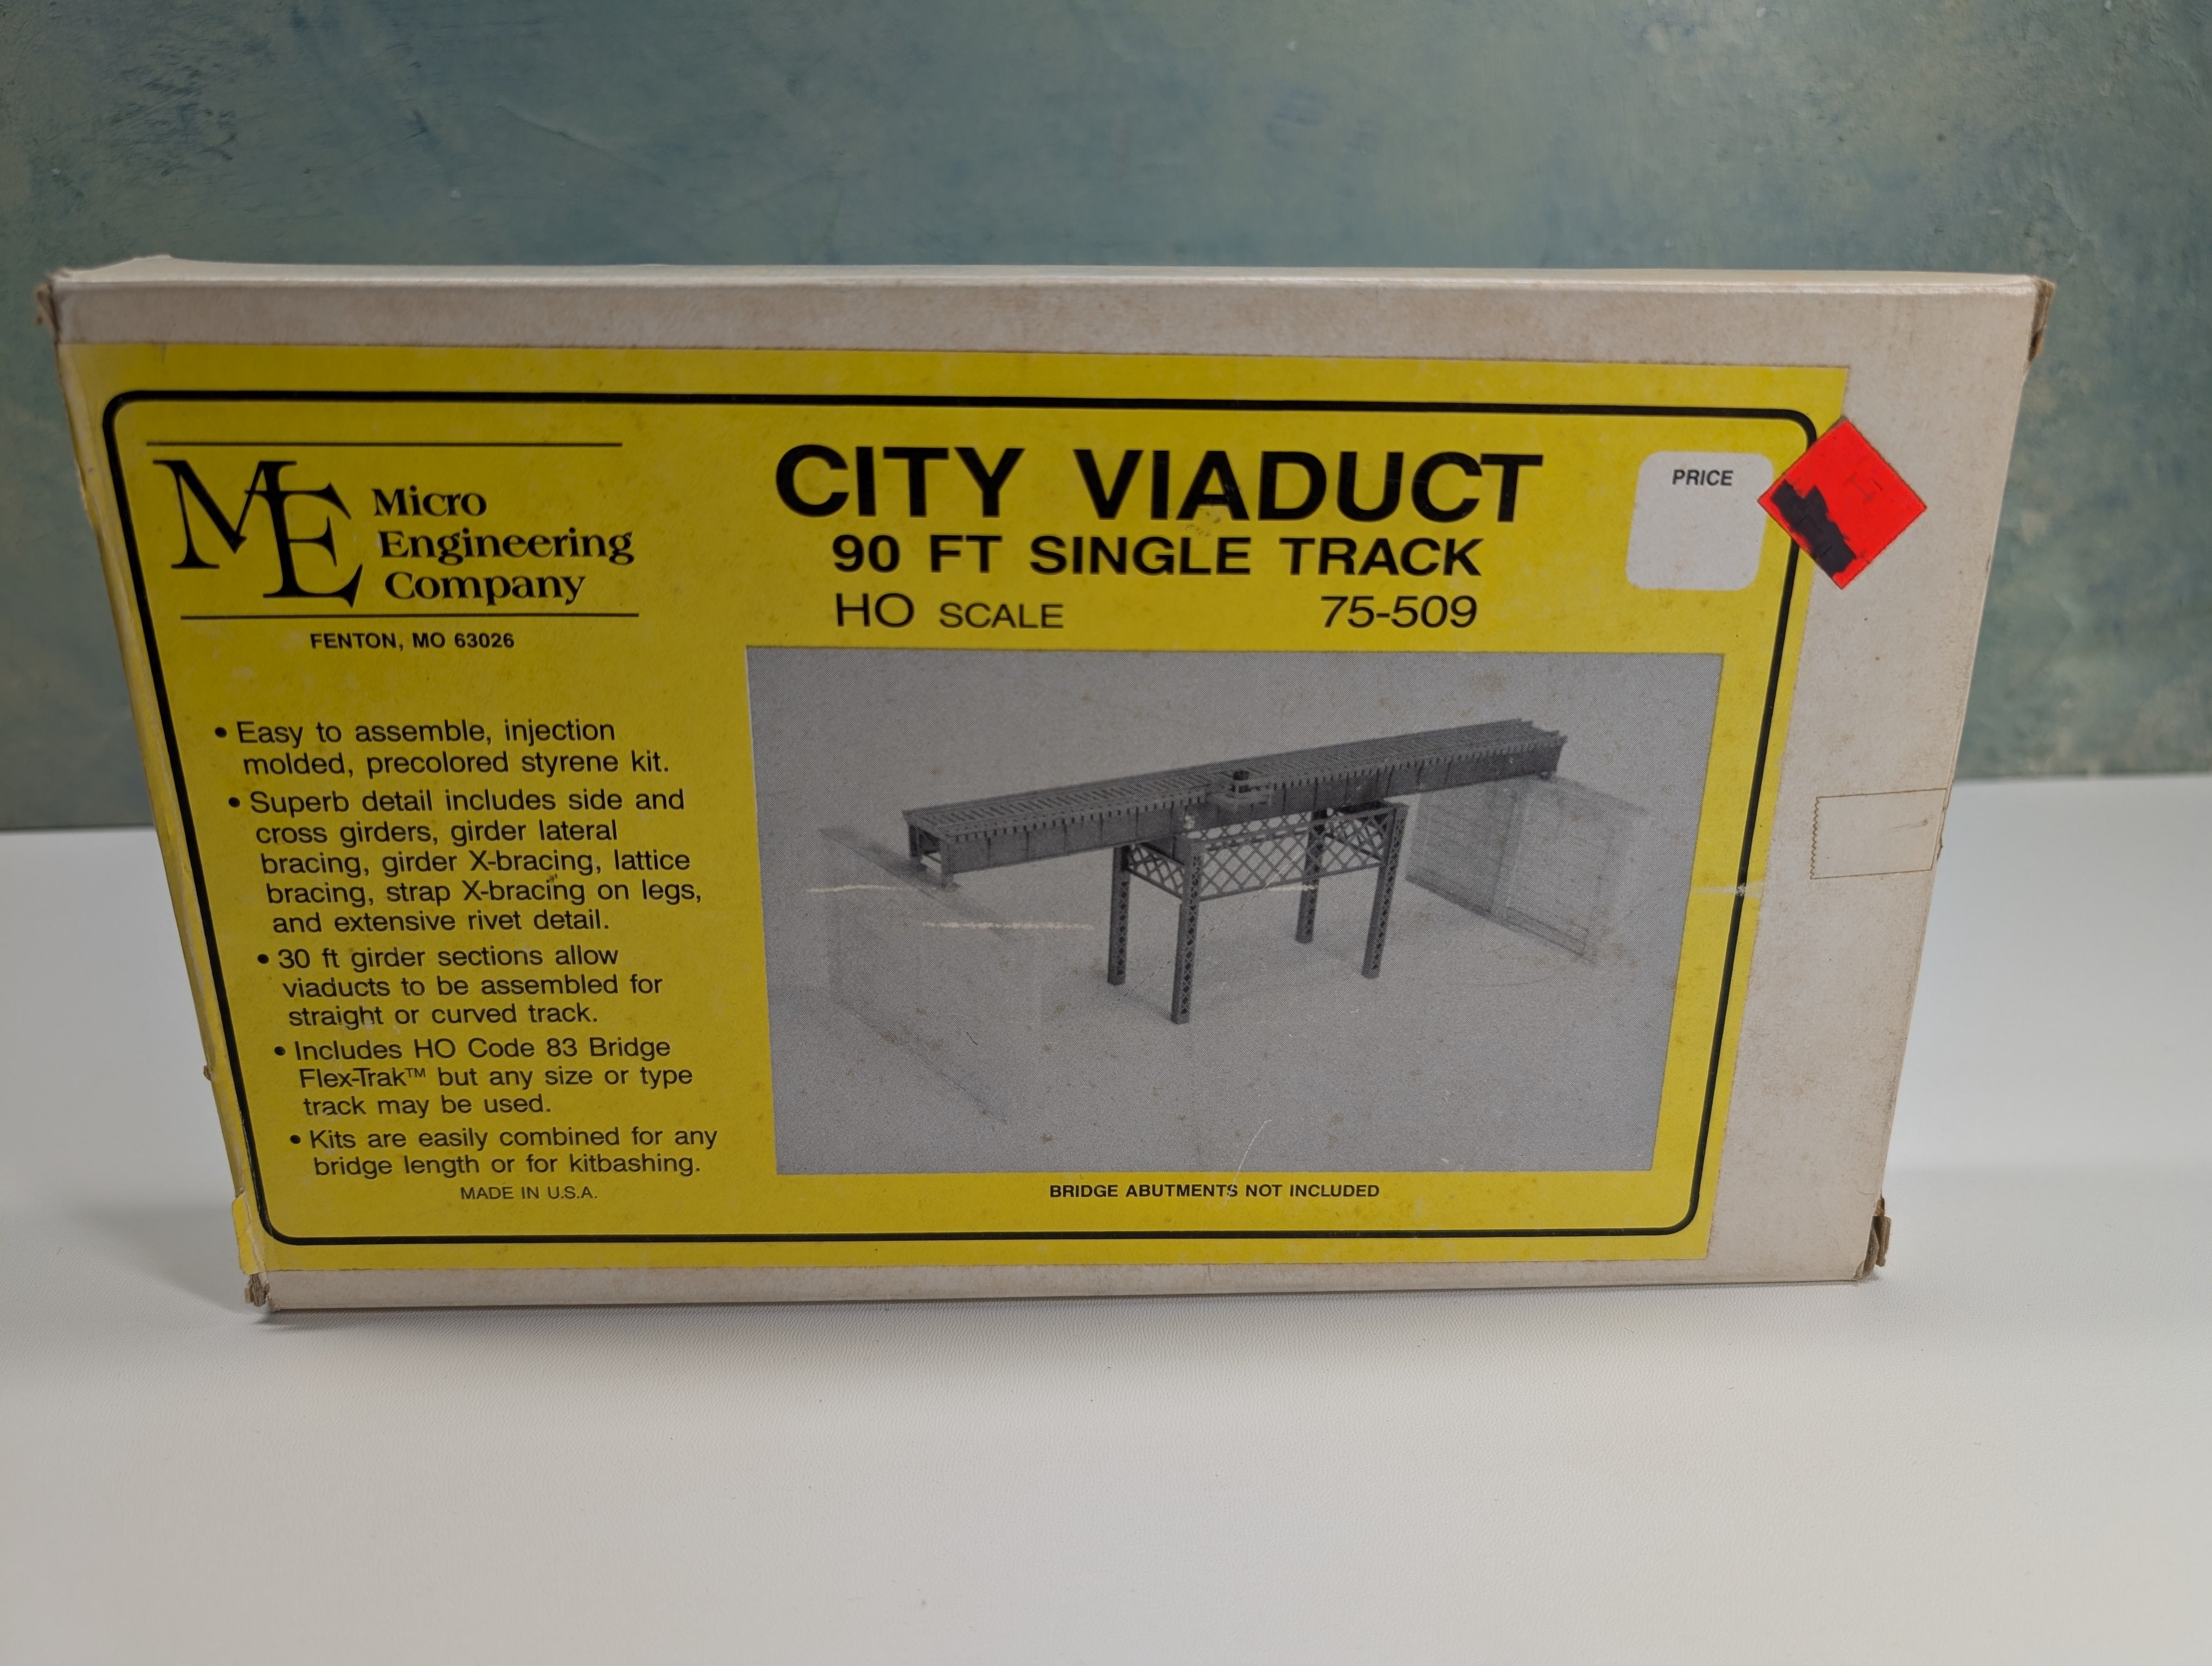 ME Micro
Engineering
Company
FENTON, MO 63026
CITY VIADUCT
90 FT SINGLE TRACK
HO SCALE 75-509
PRICE
• Easy to assemble, injection
molded, precolored styrene kit.
• Superb detail includes side and
cross girders, girder lateral
bracing, girder X-bracing, lattice
bracing, strap X-bracing on legs,
and extensive rivet detail.
• 30 ft girder sections allow
viaducts to be assembled for
straight or curved track.
• Includes HO Code 83 Bridge
Flex-Trak™ but any size or type
track may be used.
• Kits are easily combined for any
bridge length or for kitbashing.
MADE IN U.S.A.
BRIDGE ABUTMENTS NOT INCLUDED